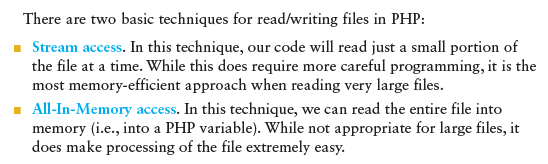 There are two basic techniques for read/writing files in PHP:
■ Stream access. In this technique, our code will read just a small portion of
the file at a time. While this does require more careful programming, it is the
most memory-efficient approach when reading very large files.
■ All-In-Memory access. In this technique, we can read the entire file into
memory (i.e., into a PHP variable). While not appropriate for large files, it
does make processing of the file extremely easy.